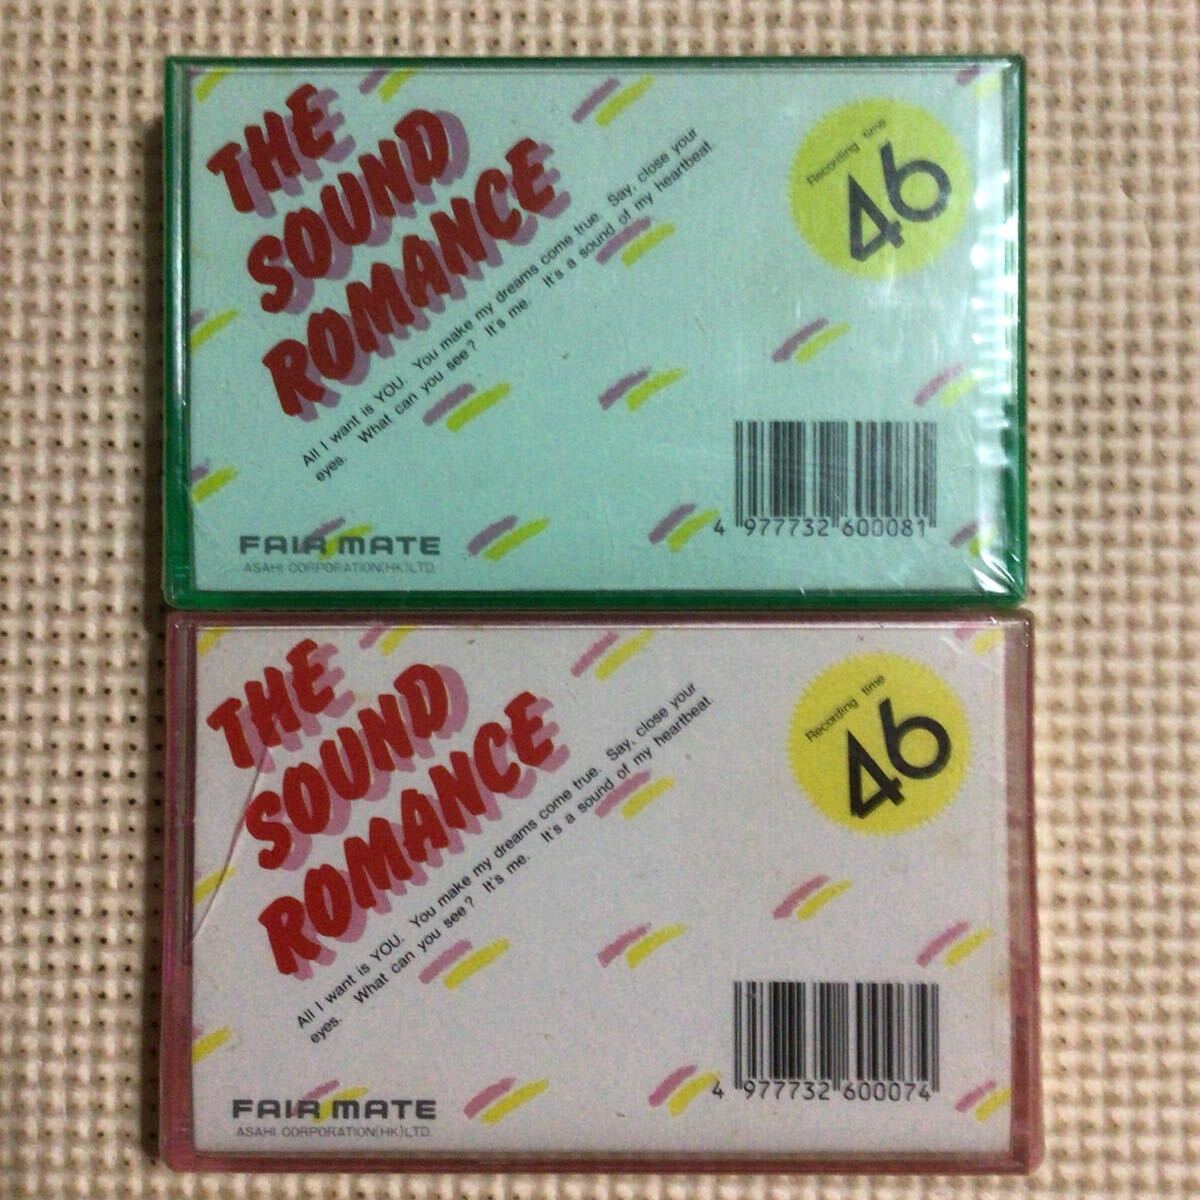 THE
SOUND
ROMANCE
All I want is YOU. You make my dreams come true. Say, close your
eyes. What can you see? It's me. It's a sound of my heartbeat.
Recording time
46
4 977732 600081
FAIR MATE
ASAHI CORPORATION(HK)LTD.
THE
SOUND
ROMANCE
All I want is YOU. You make my dreams come true. Say, close your
eyes. What can you see? It's me. It's a sound of my heartbeat.
Recording time
46
4 977732 600074
FAIR MATE
ASAHI CORPORATION(HK)LTD.